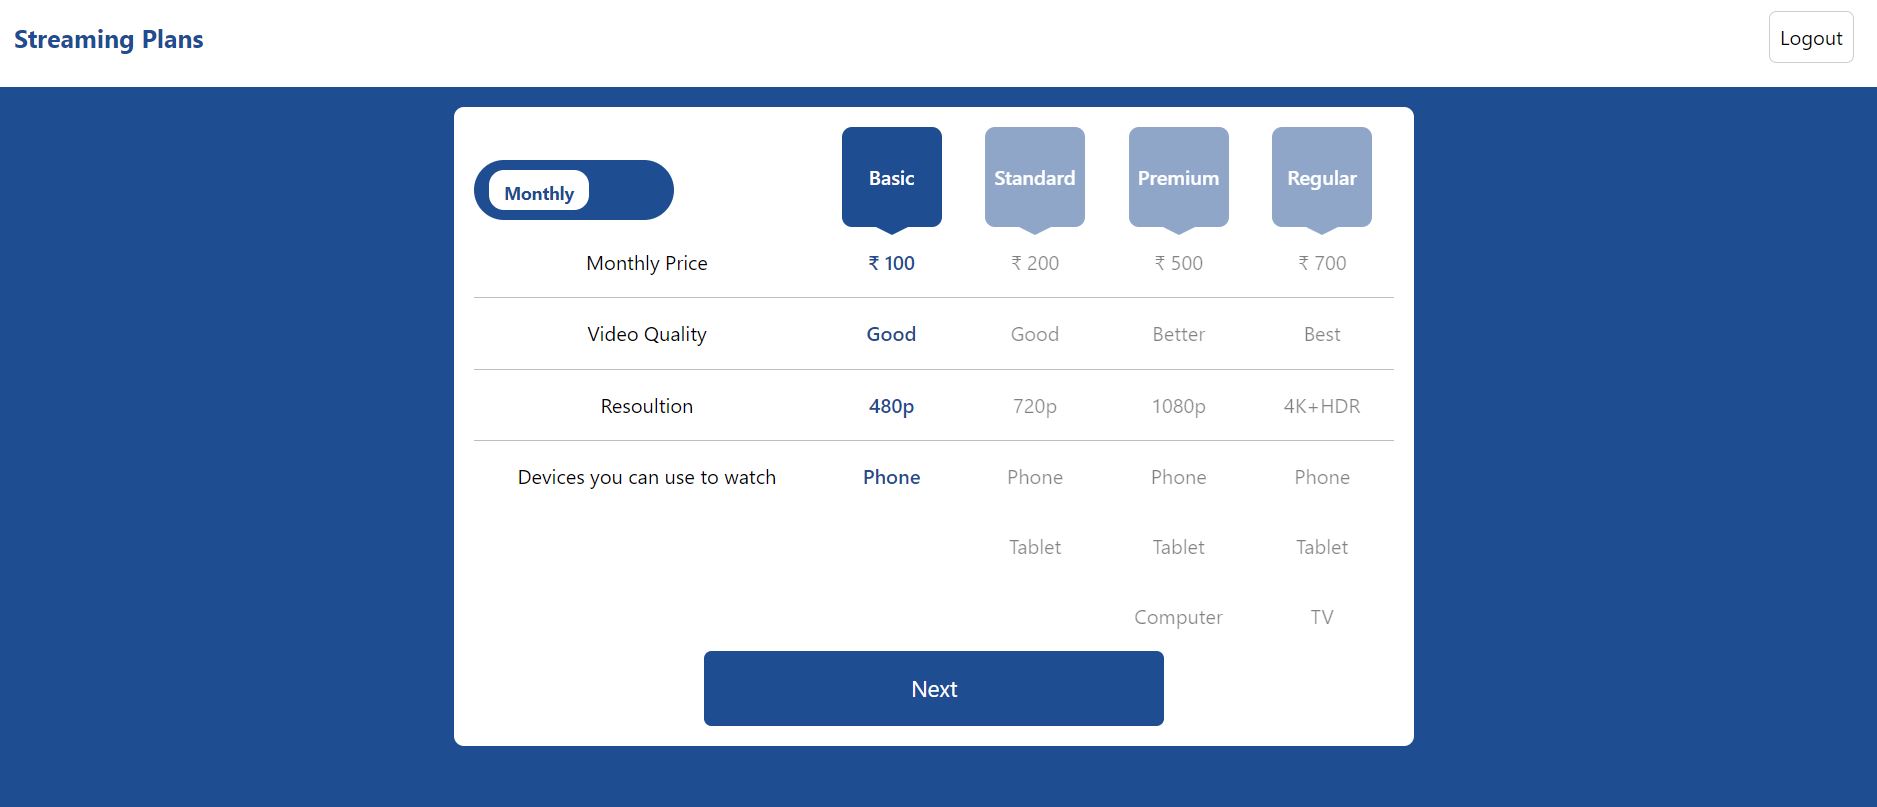 Streaming Plans
Logout
Monthly
Basic Standard Premium Regular
Monthly Price ₹ 100 ₹ 200 ₹ 500 ₹ 700
Video Quality Good Good Better Best
Resoultion 480p 720p 1080p 4K+HDR
Devices you can use to watch Phone Phone Phone Phone
Tablet Tablet Tablet
Computer TV
Next